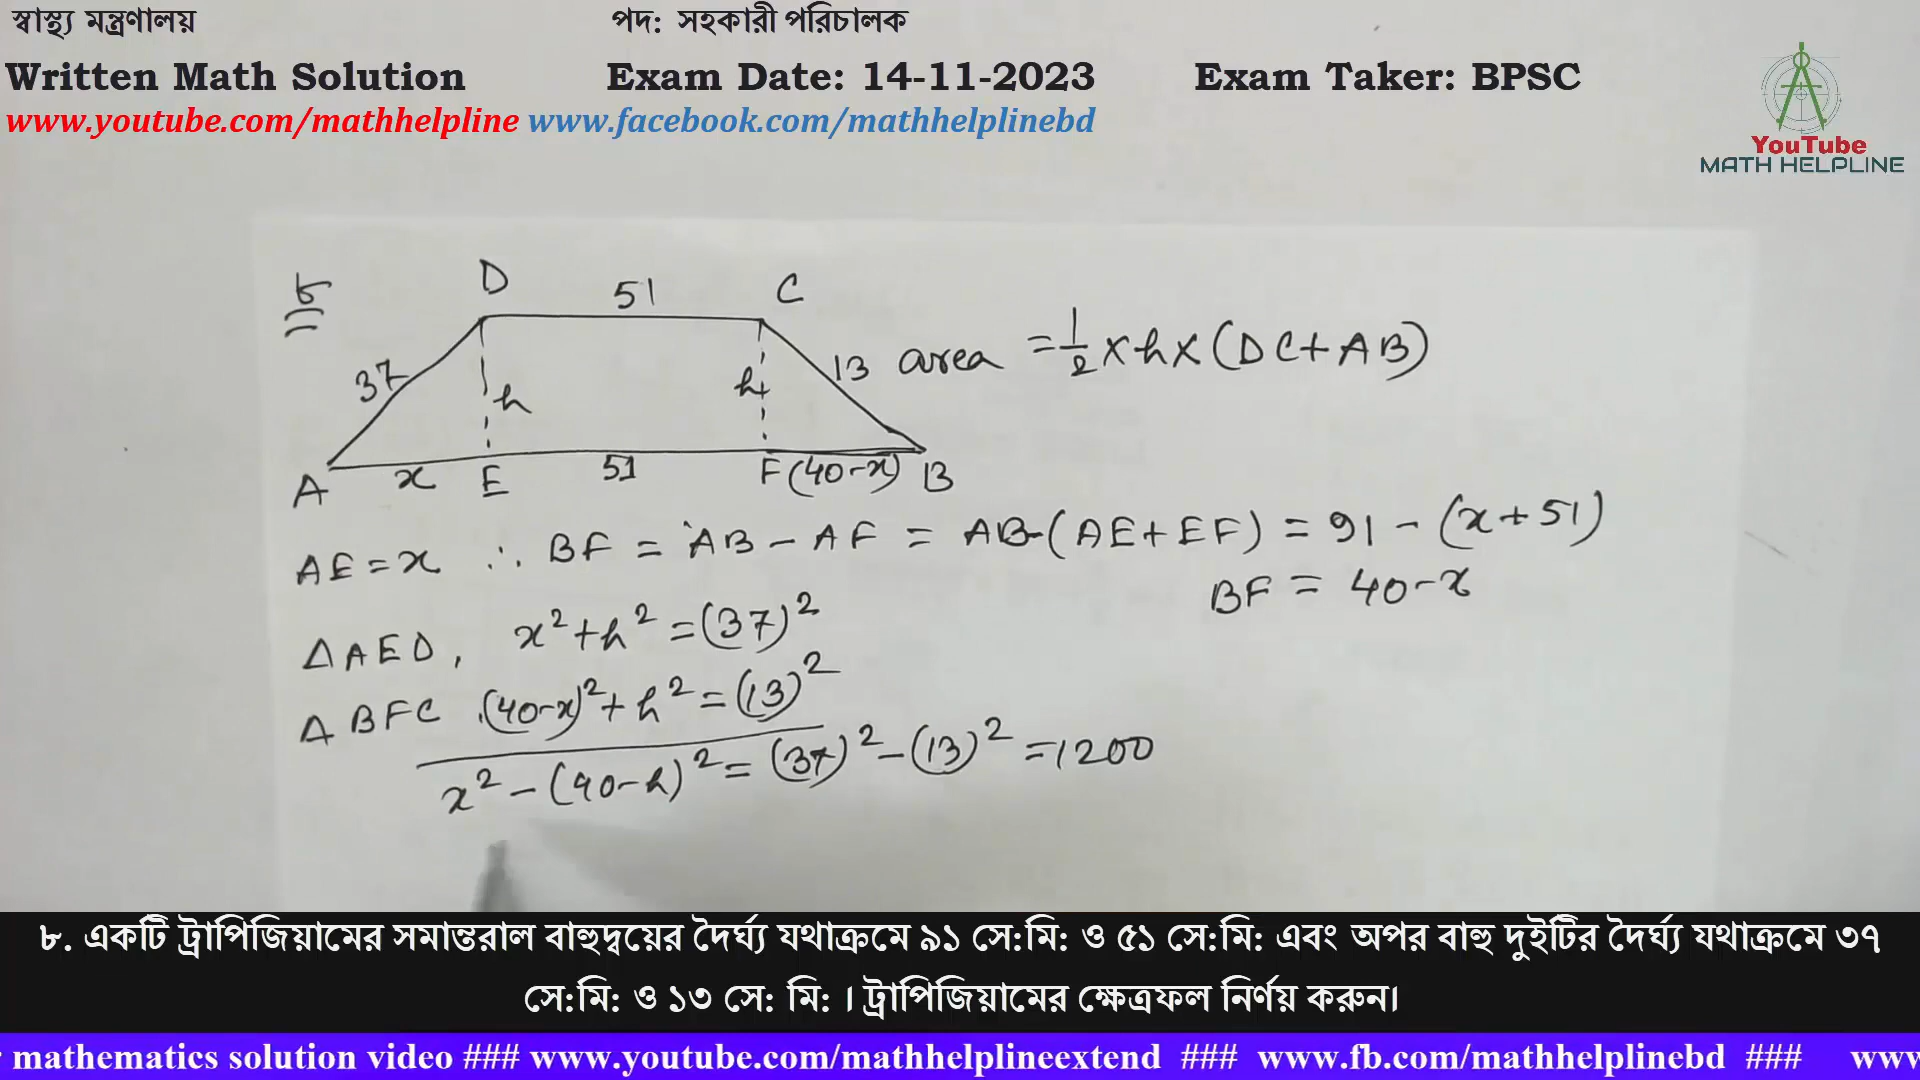 স্বাস্থ্য মন্ত্রণালয় পদ: সহকারী পরিচালক
Written Math Solution Exam Date: 14-11-2023 Exam Taker: BPSC
www.youtube.com/mathhelpline www.facebook.com/mathhelplinebd
YouTube
MATH HELPLINE
৮
D 51 C
37 h h 13 area = 1/2 × h × (DC + AB)
A x E 51 F (40-x) B
AE = x ∴ BF = AB - AF = AB-(AE+EF) = 91 - (x+51)
BF = 40-x
△AED, x² + h² = (37)²
△BFC (40-x)² + h² = (13)²
x² - (40-h)² = (37)² - (13)² = 1200
৮. একটি ট্রাপিজিয়ামের সমান্তরাল বাহুদ্বয়ের দৈর্ঘ্য যথাক্রমে ৯১ সে:মি: ও ৫১ সে:মি: এবং অপর বাহু দুইটির দৈর্ঘ্য যথাক্রমে ৩৭
সে:মি: ও ১৩ সে: মি: । ট্রাপিজিয়ামের ক্ষেত্রফল নির্ণয় করুন।
mathematics solution video ### www.youtube.com/mathhelplineextend ### www.fb.com/mathhelplinebd ### www